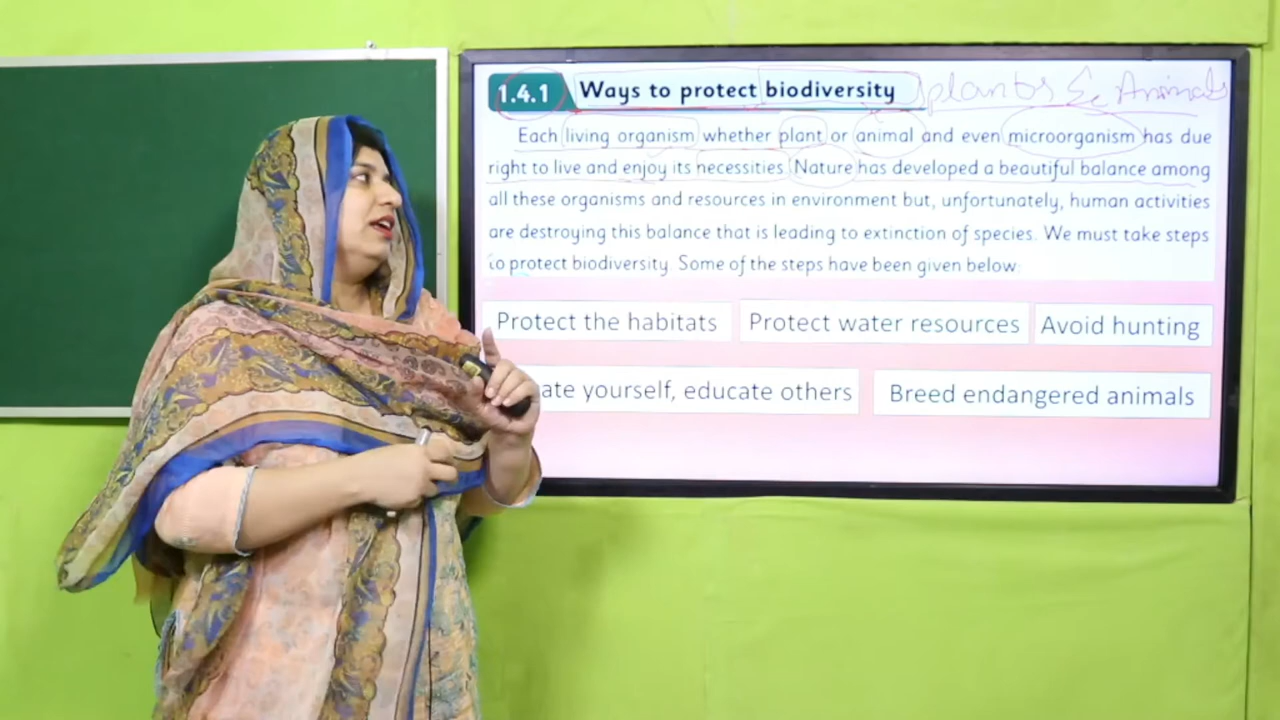 1.4.1 Ways to protect biodiversity plants & Animals
Each living organism whether plant or animal and even microorganism has due
right to live and enjoy its necessities. Nature has developed a beautiful balance among
all these organisms and resources in environment but, unfortunately, human activities
are destroying this balance that is leading to extinction of species. We must take steps
to protect biodiversity. Some of the steps have been given below:
Protect the habitats Protect water resources Avoid hunting
ate yourself, educate others Breed endangered animals